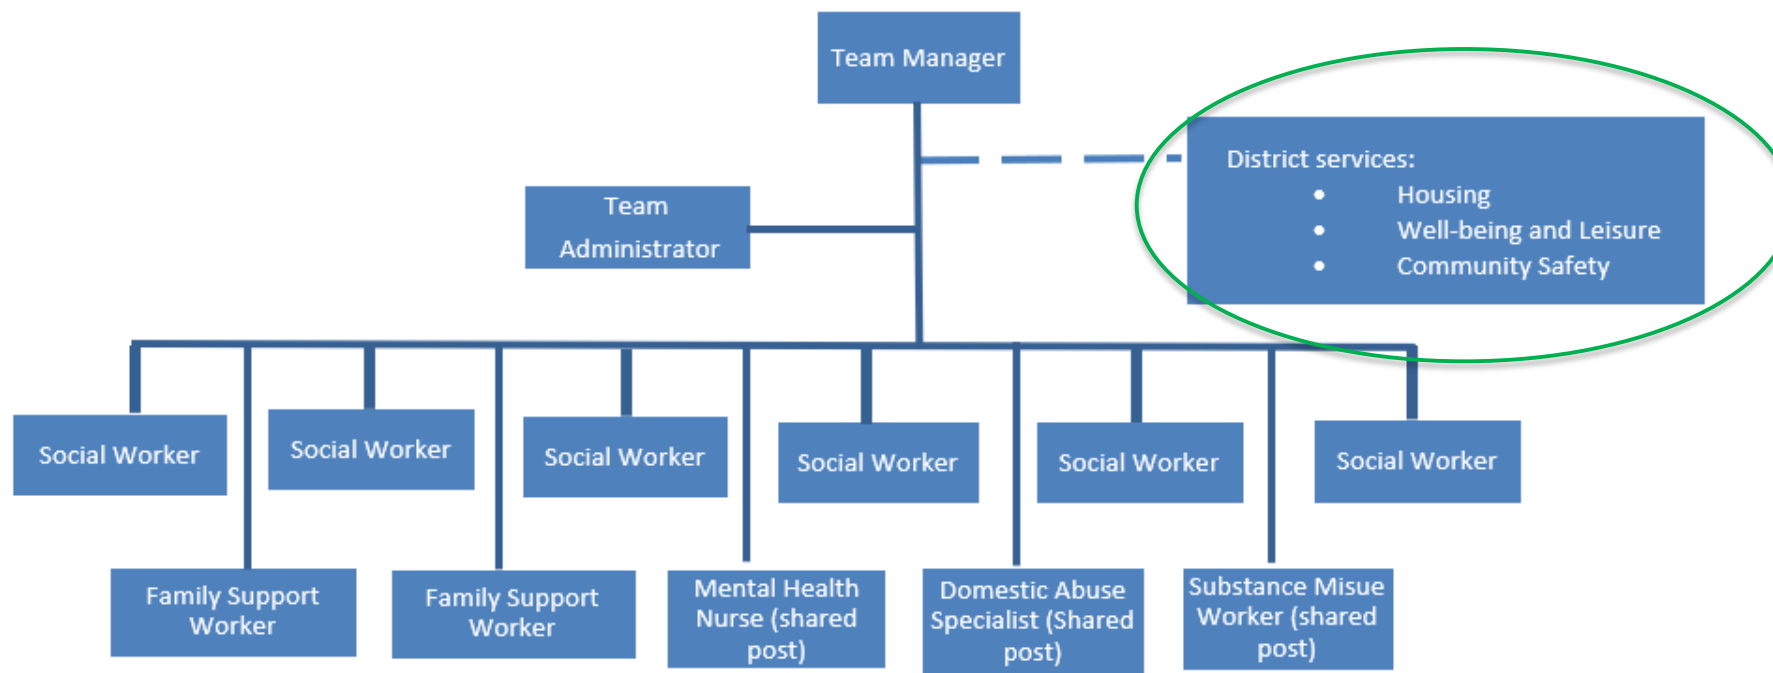 Team Manager
District services:
• Housing
• Well-being and Leisure
• Community Safety
Team
Administrator
Social Worker
Social Worker
Social Worker
Social Worker
Social Worker
Social Worker
Family Support
Worker
Family Support
Worker
Mental Health
Nurse (shared
post)
Domestic Abuse
Specialist (Shared
post)
Substance Misue
Worker (shared
post)